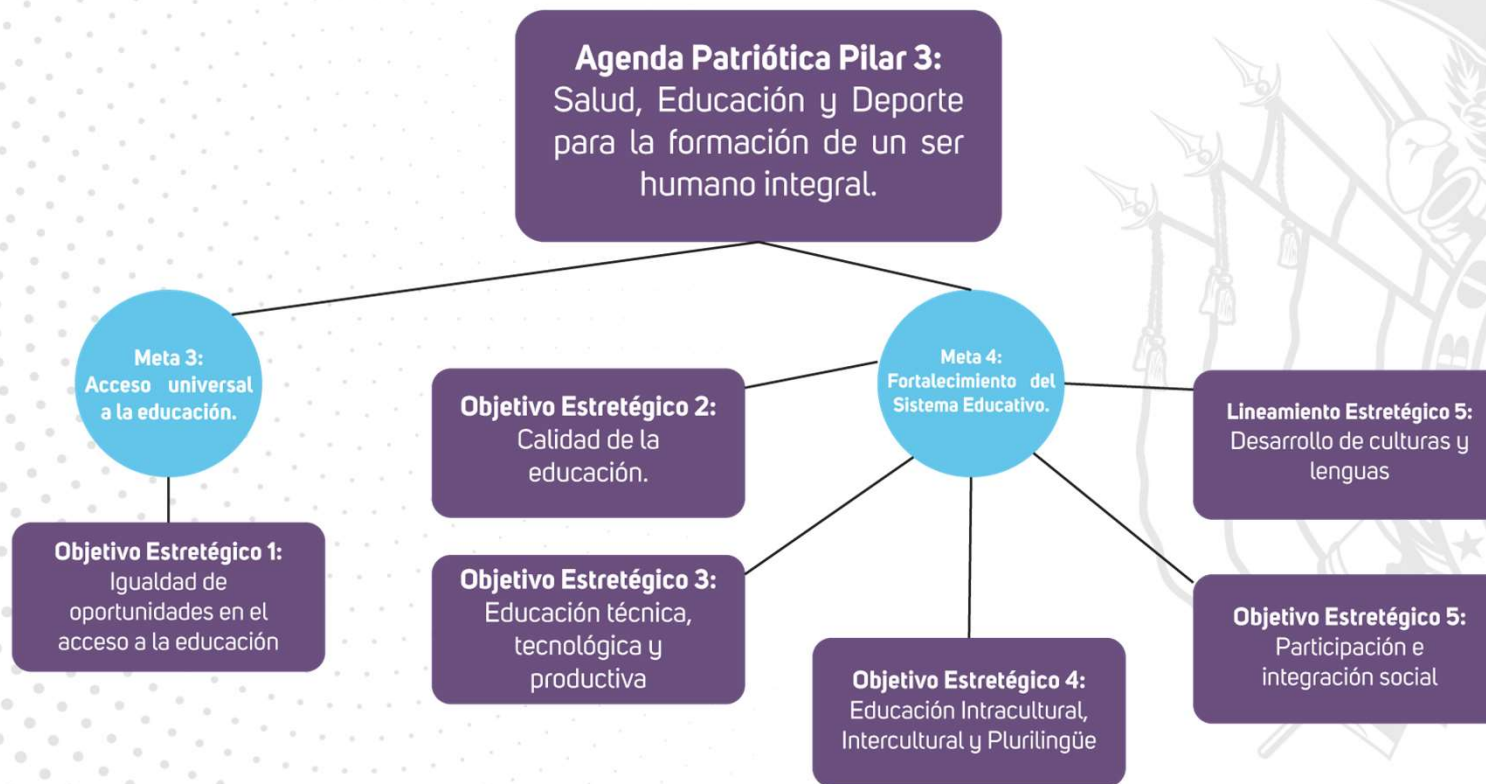 Agenda Patriótica Pilar 3:
Salud, Educación y Deporte
para la formación de un ser
humano integral.
Meta 3:
Acceso universal
a la educación.
Objetivo Estretégico 1:
Igualdad de
oportunidades en el
acceso a la educación
Meta 4:
Fortalecimiento del
Sistema Educativo.
Objetivo Estretégico 2:
Calidad de la
educación.
Objetivo Estretégico 3:
Educación técnica,
tecnológica y
productiva
Objetivo Estretégico 4:
Educación Intracultural,
Intercultural y Plurilingüe
Objetivo Estretégico 5:
Participación e
integración social
Lineamiento Estretégico 5:
Desarrollo de culturas y
lenguas